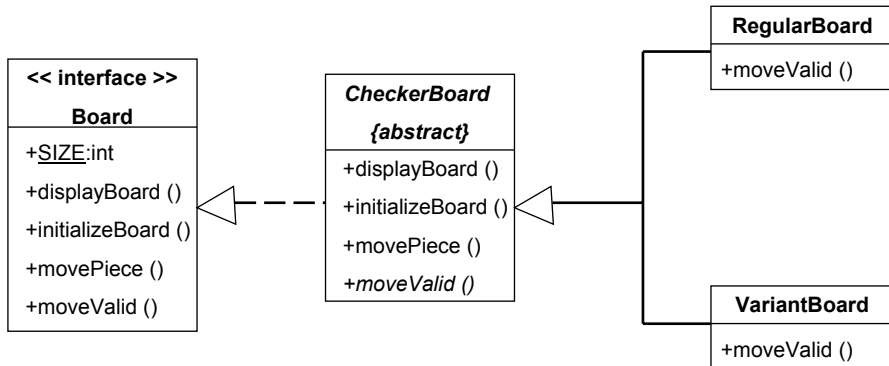 << interface >>
Board
+SIZE:int
+displayBoard ()
+initializeBoard ()
+movePiece ()
+moveValid ()
CheckerBoard
{abstract}
+displayBoard ()
+initializeBoard ()
+movePiece ()
+moveValid ()
RegularBoard
+moveValid ()
VariantBoard
+moveValid ()